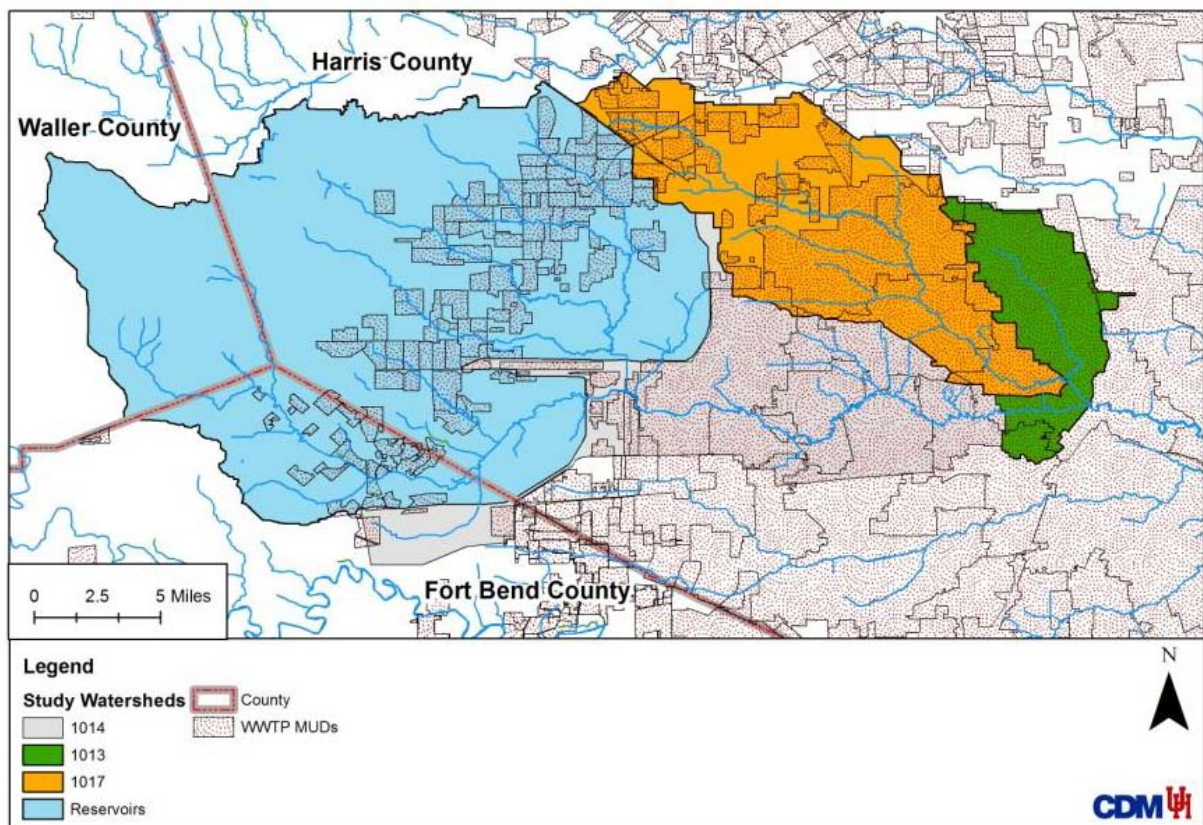 Harris County
Waller County
Fort Bend County
0 2.5 5 Miles
Legend
Study Watersheds
1014
1013
1017
Reservoirs
County
WWTP MUDs
N
CDM UH